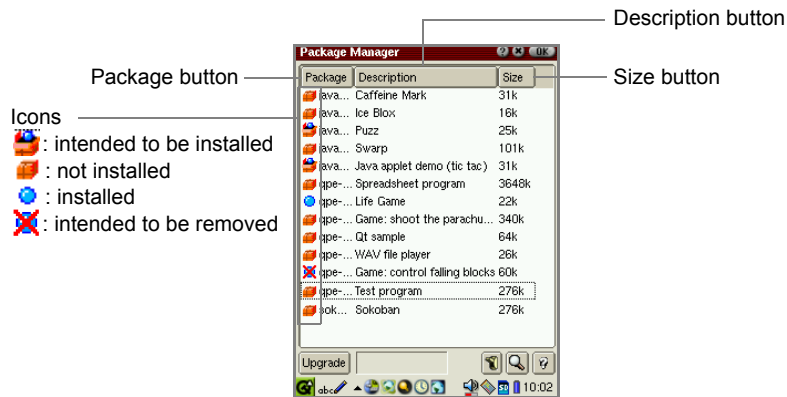 Description button
Package Manager ? X OK
Package button
Package Description Size
Size button
java... Caffeine Mark 31k
Icons
java... Ice Blox 16k
: intended to be installed
java... Puzz 25k
: not installed
java... Swarp 101k
: installed
java... Java applet demo (tic tac) 31k
: intended to be removed
qpe-... Spreadsheet program 3648k
qpe-... Life Game 22k
qpe-... Game: shoot the parachu... 340k
qpe-... Qt sample 64k
qpe-... WAV file player 26k
qpe-... Game: control falling blocks 60k
qpe-... Test program 276k
sok... Sokoban 276k
Upgrade ?
abc SD 10:02